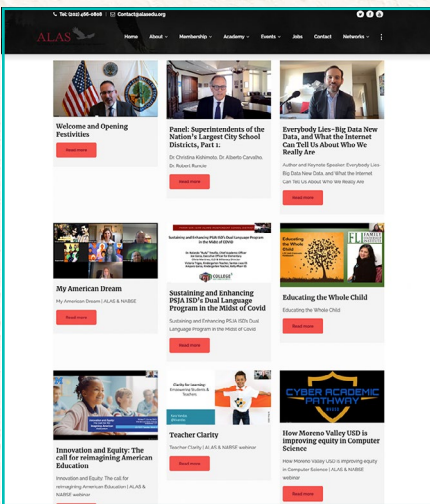 Tel: (202) 466-0808 | Contact@alasedu.org
ALAS
Home About Membership Academy Events Jobs Contact Networks
Welcome and Opening
Festivities
Read more
Panel: Superintendents of the
Nation's Largest City School
Districts, Part 1.
Dr. Christina Kishimoto, Dr. Alberto Carvalho,
Dr. Robert Runcie
Read more
Everybody Lies-Big Data New
Data, and What the Internet
Can Tell Us About Who We
Really Are
Author and Keynote Speaker: Everybody Lies-
Big Data New Data, and What the Internet
Can Tell Us About Who We Really Are
Read more
My American Dream
My American Dream | ALAS & NABSE
Read more
Sustaining and Enhancing PSJA ISD's Dual Language Program
in the Midst of Covid
COLLEGE³
Sustaining and Enhancing
PSJA ISD's Dual Language
Program in the Midst of Covid
Sustaining and Enhancing PSJA ISD's Dual
Language Program in the Midst of Covid
Read more
Educating
the Whole
Child
FAMILY
Educating the Whole Child
Educating the Whole Child
Read more
Innovation and Equity: The
call for reimagining American
Education
Innovation and Equity: The call for
reimagining American Education | ALAS &
NABSE webinar
Clarity for Learning:
Empowering Students &
Teachers
Teacher Clarity
Teacher Clarity | ALAS & NABSE webinar
Read more
CYBER ACADEMIC
PATHWAY
How Moreno Valley USD is
improving equity in Computer
Science
How Moreno Valley USD is improving equity
in Computer Science | ALAS & NABSE
webinar
Read more